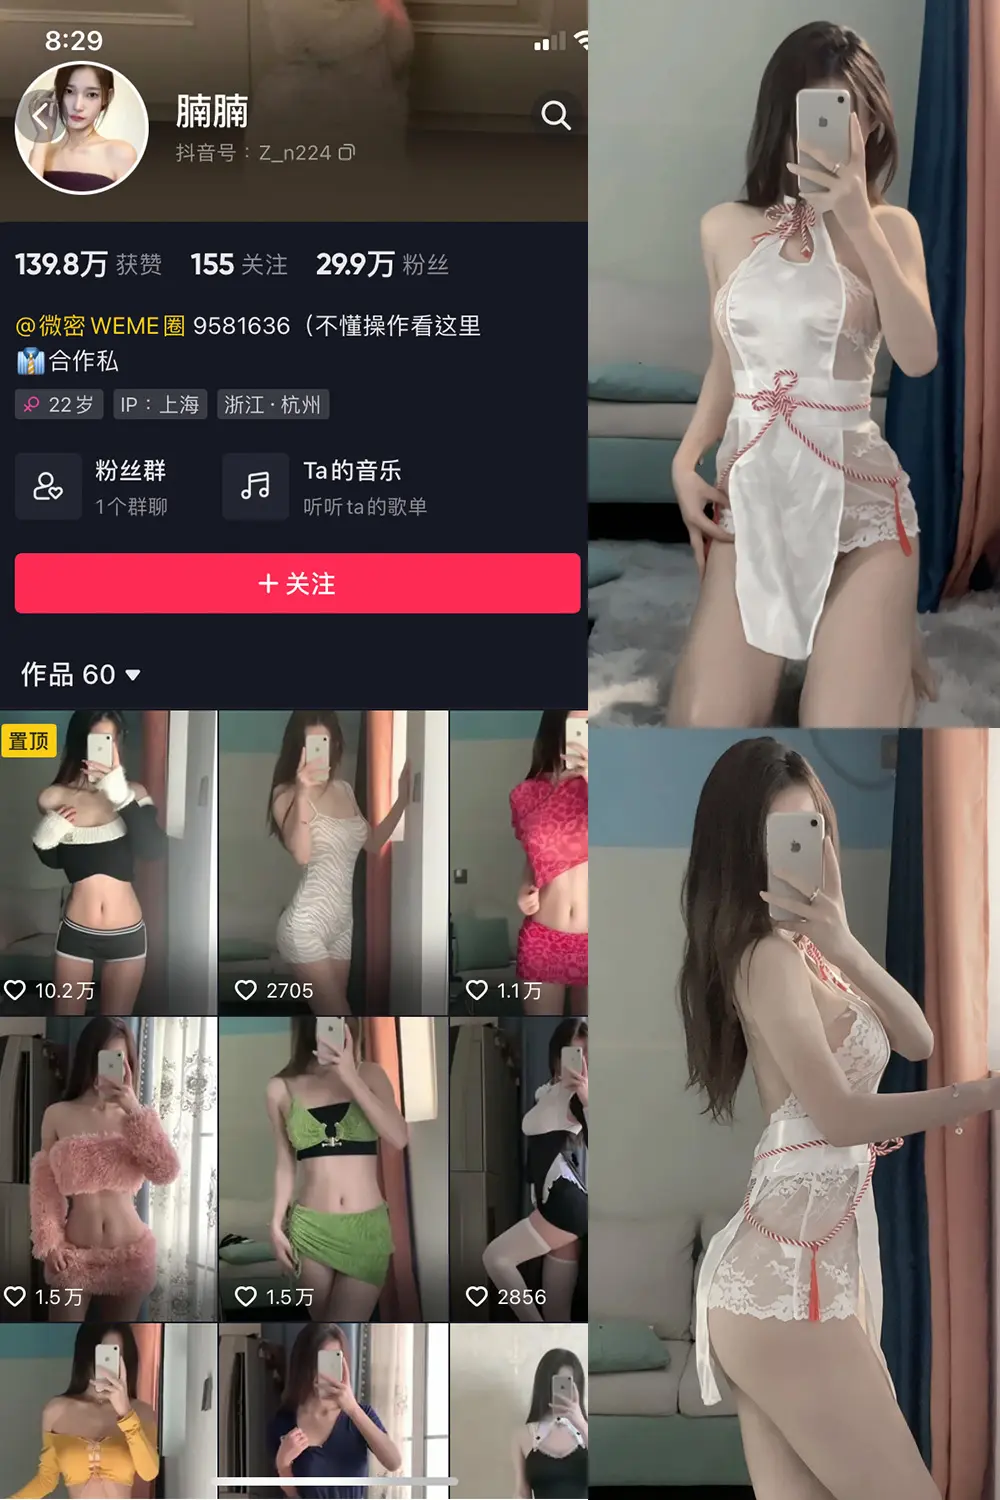 8:29
腩腩
抖音号：Z_n224
139.8万 获赞 155 关注 29.9万 粉丝
@微密WEME圈 9581636（不懂操作看这里
合作私
22岁 IP：上海 浙江·杭州
粉丝群
1个群聊
Ta的音乐
听听ta的歌单
+ 关注
作品 60
置顶
10.2万
2705
1.1万
1.5万
1.5万
2856